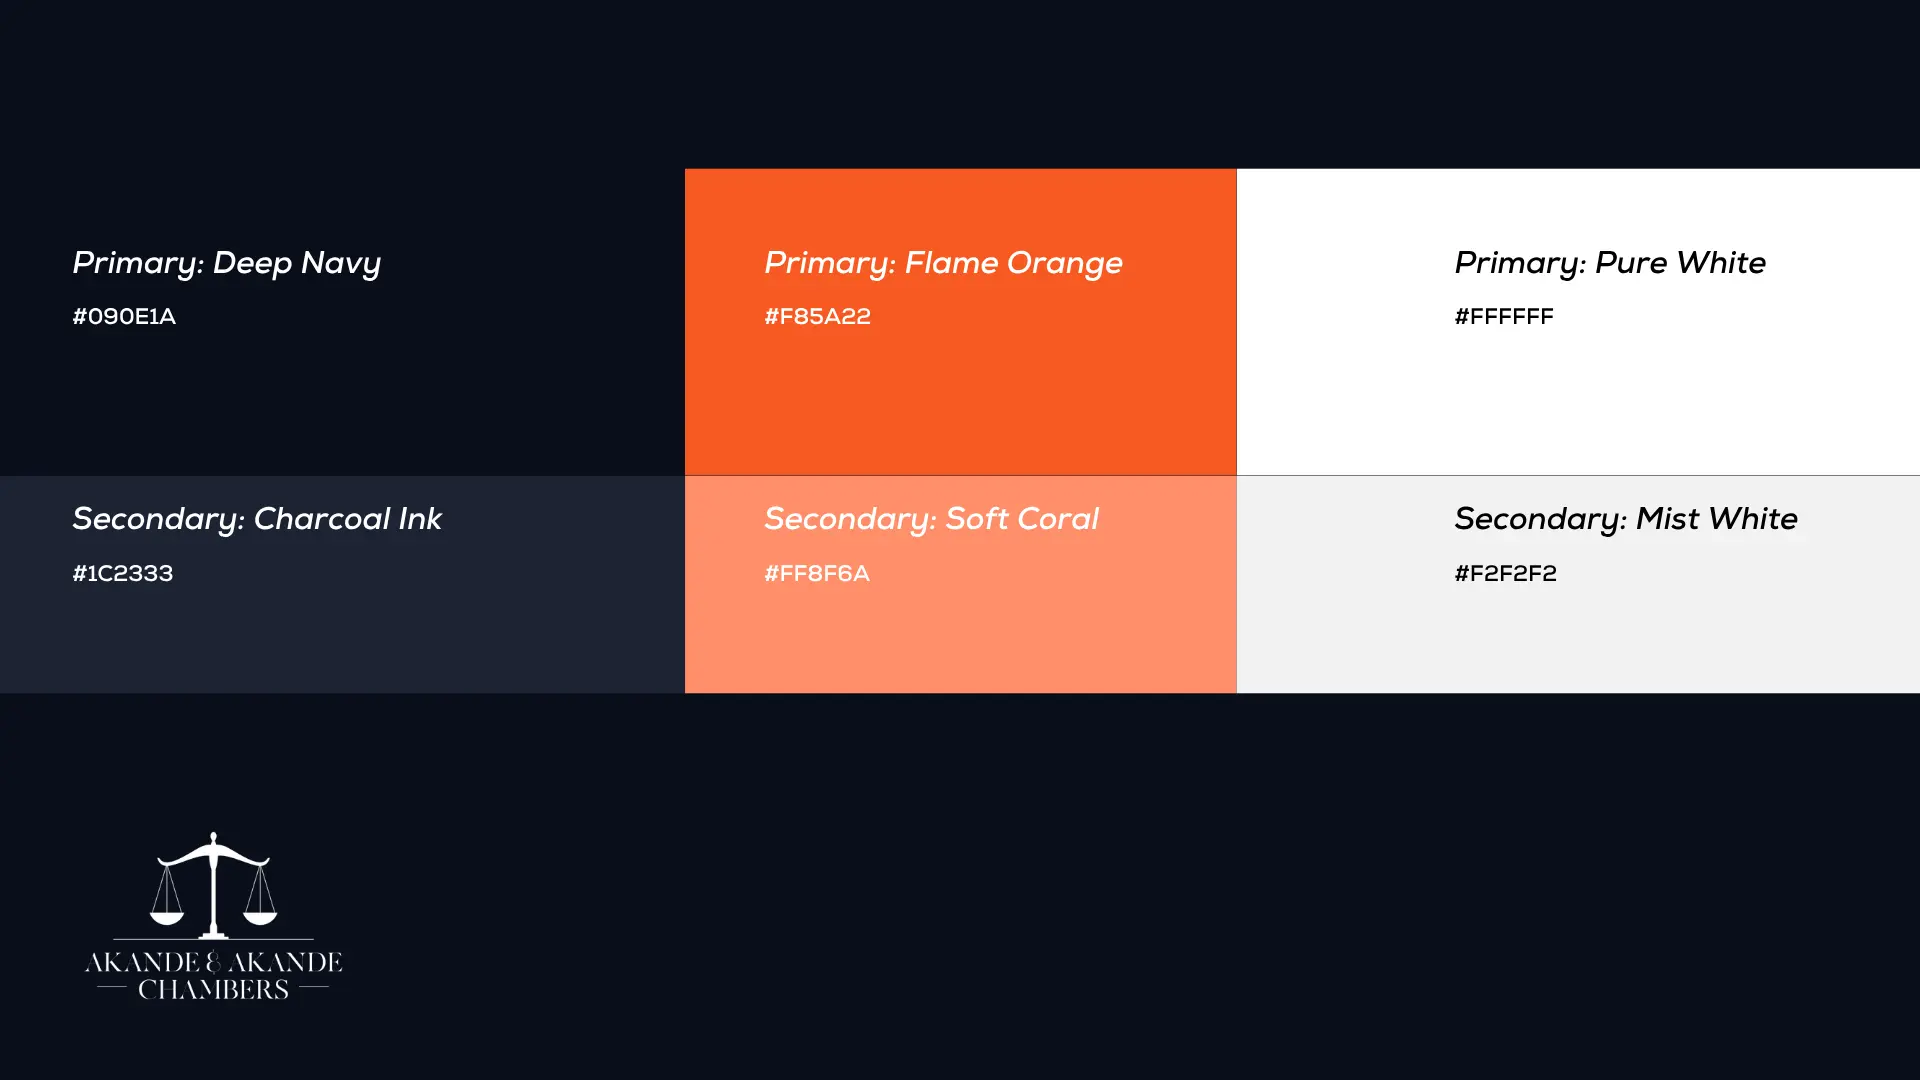 Primary: Deep Navy
#090E1A
Primary: Flame Orange
#F85A22
Primary: Pure White
#FFFFFF
Secondary: Charcoal Ink
#1C2333
Secondary: Soft Coral
#FF8F6A
Secondary: Mist White
#F2F2F2
AKANDE & AKANDE
CHAMBERS